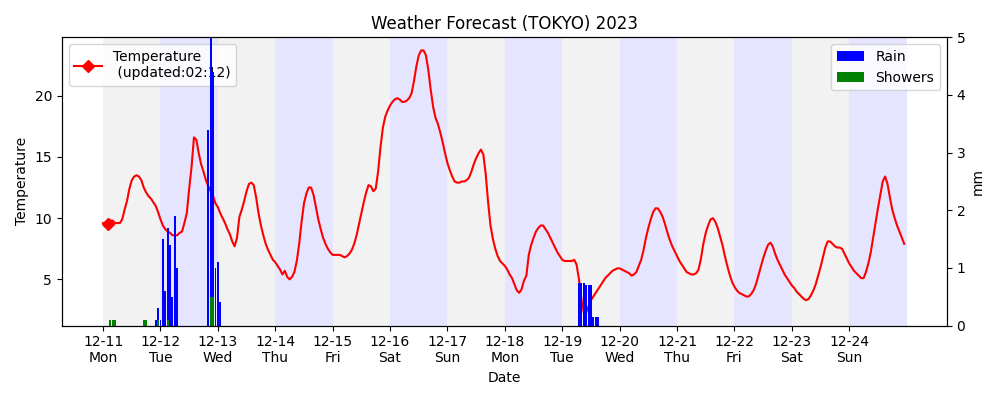 Weather Forecast (TOKYO) 2023
Temperature
(updated:02:12)
Rain
Showers
Temperature
20
15
10
5
5
4
3
2
1
0
mm
12-11 12-12 12-13 12-14 12-15 12-16 12-17 12-18 12-19 12-20 12-21 12-22 12-23 12-24
Mon Tue Wed Thu Fri Sat Sun Mon Tue Wed Thu Fri Sat Sun
Date